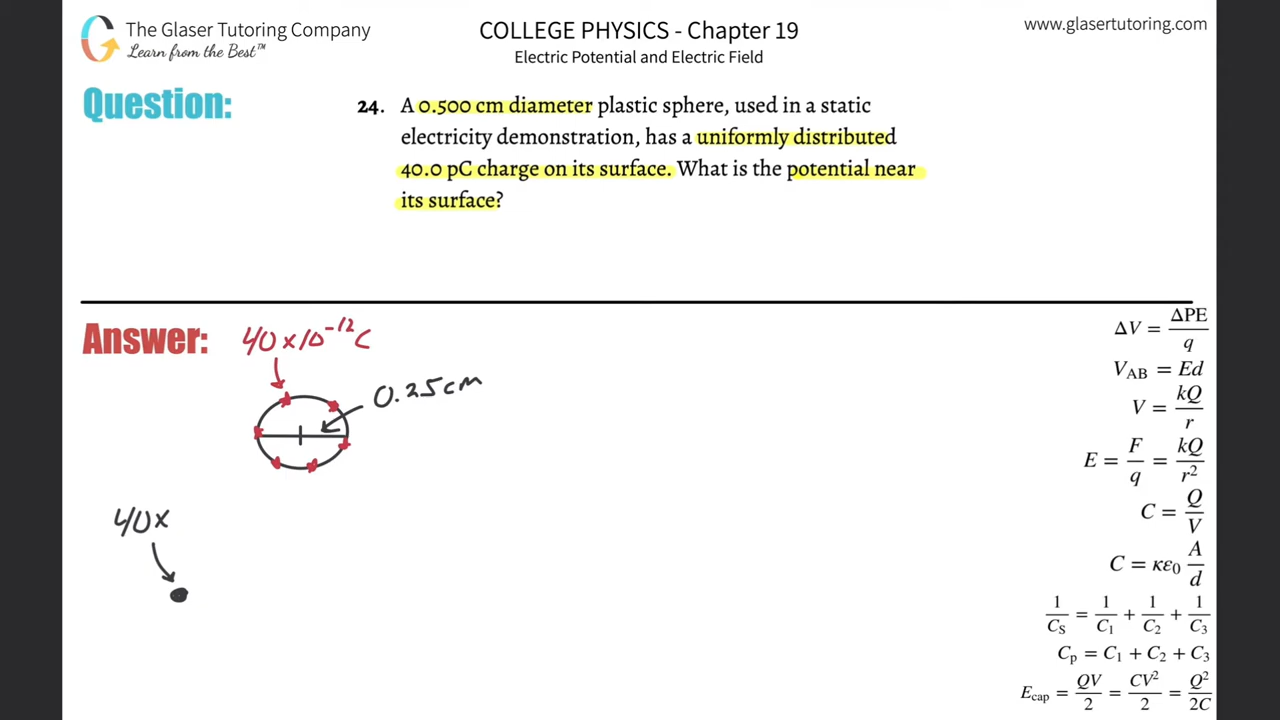 The Glaser Tutoring Company
Learn from the Best™
COLLEGE PHYSICS - Chapter 19
Electric Potential and Electric Field
www.glasertutoring.com
Question:
24. A 0.500 cm diameter plastic sphere, used in a static
electricity demonstration, has a uniformly distributed
40.0 pC charge on its surface. What is the potential near
its surface?
Answer:
40 x 10⁻¹² C
0.25 cm
40 x
ΔV = ΔPE / q
V_AB = Ed
V = kQ / r
E = F / q = kQ / r²
C = Q / V
C = κε₀ A / d
1 / C_S = 1 / C₁ + 1 / C₂ + 1 / C₃
C_p = C₁ + C₂ + C₃
E_cap = QV / 2 = CV² / 2 = Q² / 2C